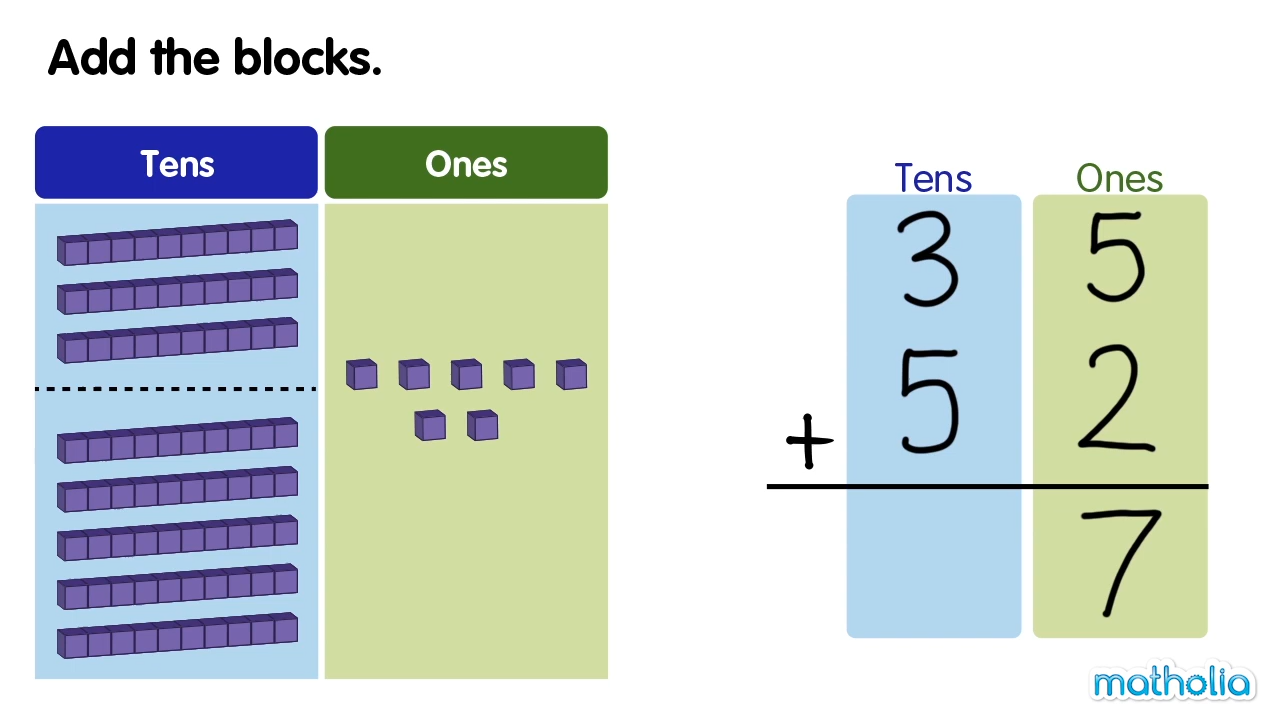 Add the blocks.
Tens Ones
Tens Ones
3 5
+ 5 2
7
matholia